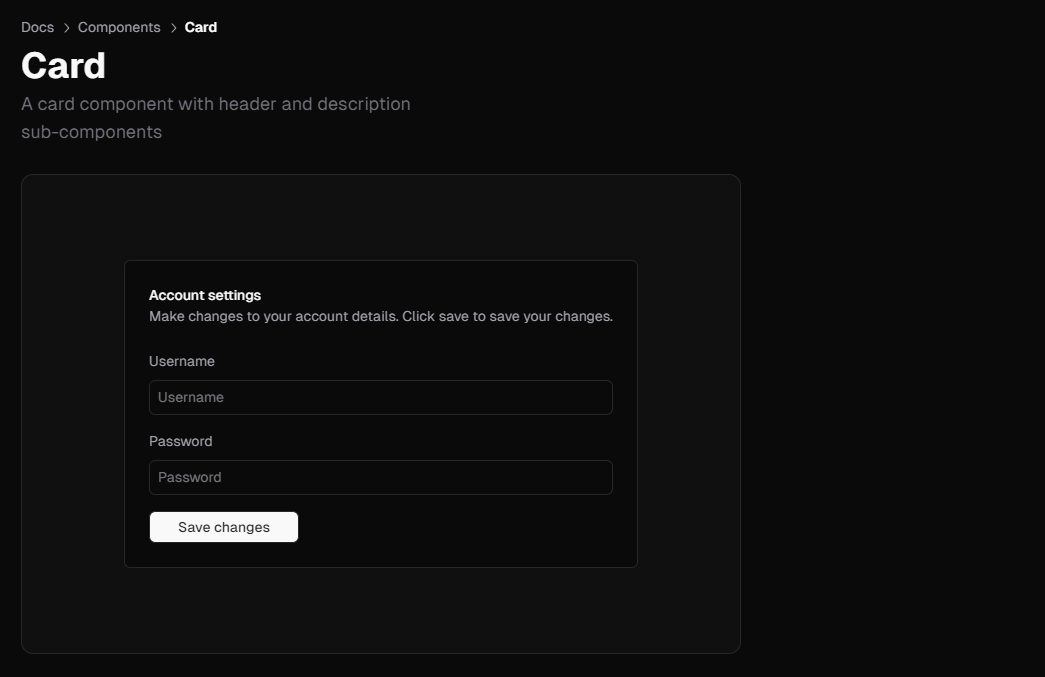 Docs > Components > Card
Card
A card component with header and description
sub-components
Account settings
Make changes to your account details. Click save to save your changes.
Username
Username
Password
Password
Save changes